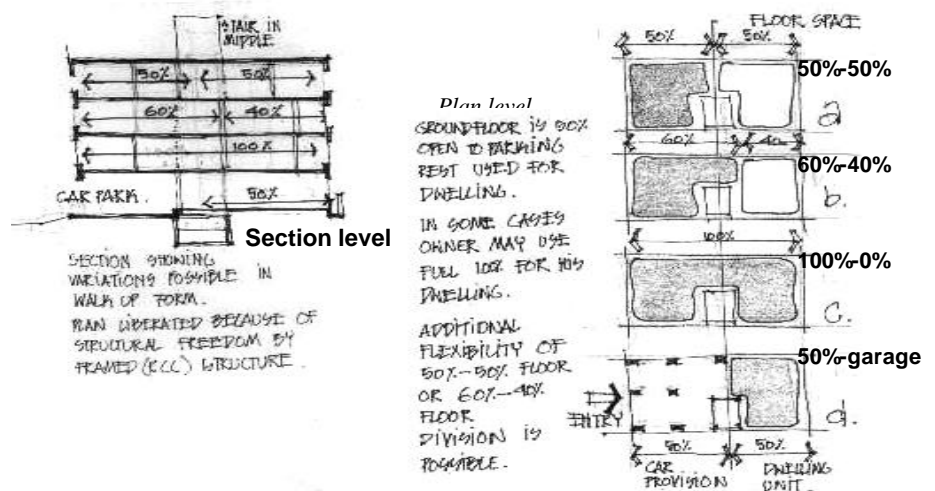 STAIR IN
MIDDLE
50% 50%
60% 40%
100%
CAR PARK.
50%
Section level
SECTION SHOWING
VARIATIONS POSSIBLE IN
WALK UP FORM.
PLAN LIBERATED BECAUSE OF
STRUCTURAL FREEDOM BY
FRAMED (RCC) STRUCTURE.
Plan level
GROUNDFLOOR IS 50%
OPEN TO PARKING
REST USED FOR
DWELLING.
IN SOME CASES
OWNER MAY USE
FULL 100% FOR HIS
DWELLING.
ADDITIONAL
FLEXIBILITY OF
50%-50% FLOOR
OR 60%-40%
FLOOR
DIVISION IS
POSSIBLE.
FLOOR SPACE
50% 50%
50%-50%
a
60% 40
60%-40%
b.
100%
100%-0%
c.
50%-garage
d.
ENTRY
50% 50%
CAR
PROVISION
DWELLING
UNIT.